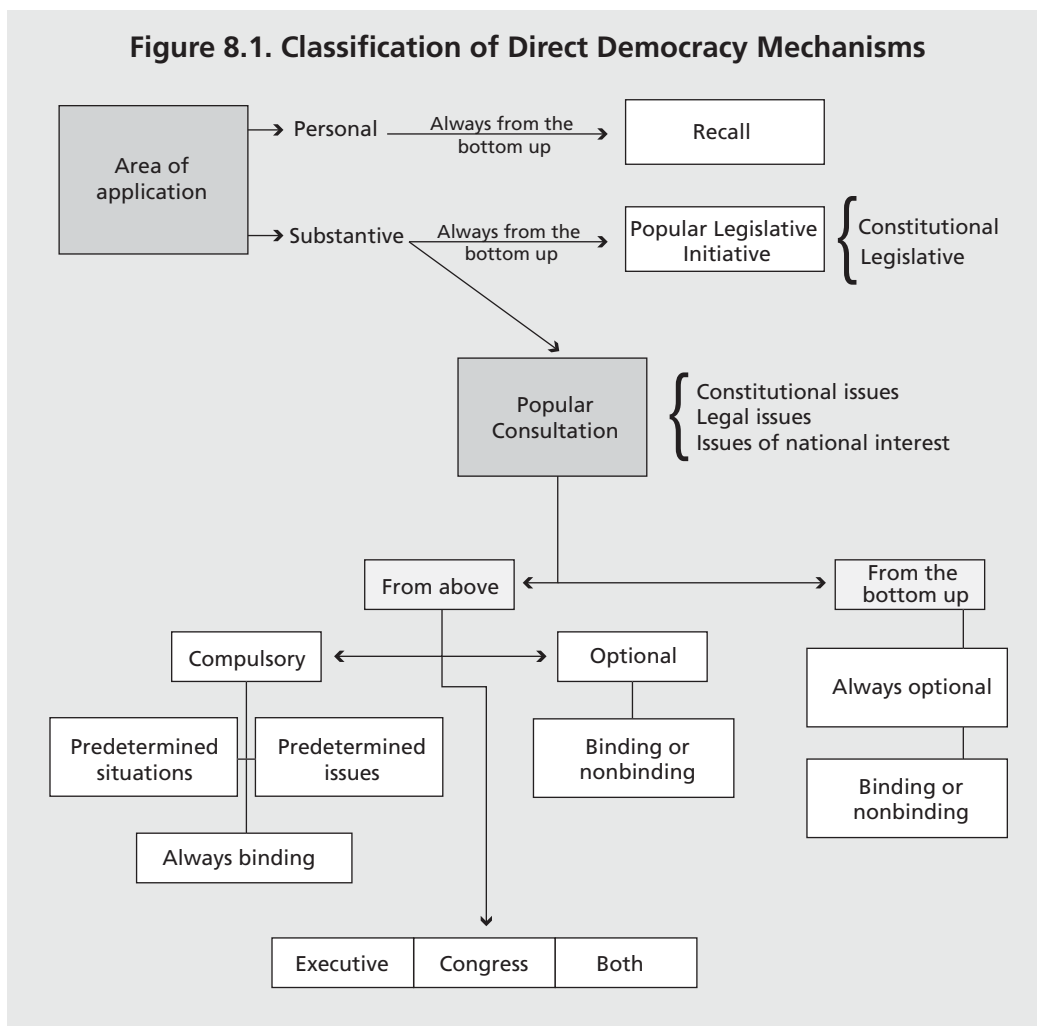 Figure 8.1. Classification of Direct Democracy Mechanisms
Area of
application
Personal
Always from the
bottom up
Recall
Substantive
Always from the
bottom up
Popular Legislative
Initiative
Constitutional
Legislative
Popular
Consultation
Constitutional issues
Legal issues
Issues of national interest
From above
From the
bottom up
Compulsory
Optional
Always optional
Predetermined
situations
Predetermined
issues
Binding or
nonbinding
Binding or
nonbinding
Always binding
Executive
Congress
Both